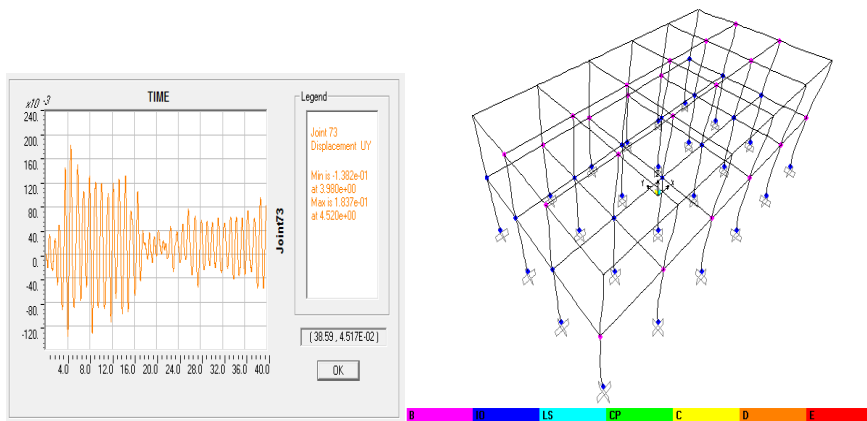 TIME
x10 -3
240.
200.
160.
120.
80.
40.
0.
-40.
-80.
-120.
4.0 8.0 12.0 16.0 20.0 24.0 28.0 32.0 36.0 40.0
Joint73
Legend
Joint 73
Displacement UY
Min is -1.382e-01
at 3.980e+00
Max is 1.837e-01
at 4.520e+00
( 38.59 , 4.517E-02 )
OK
Y X
B IO LS CP C D E